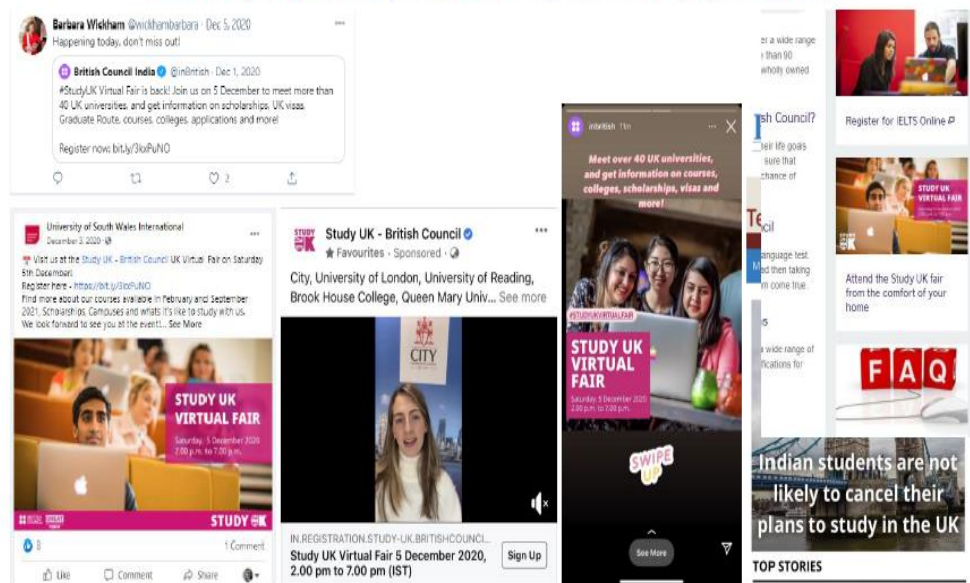 Barbara Wickham @wickhambarbara · Dec 5, 2020
Happening today, don't miss out!
British Council India @inBritish · Dec 1, 2020
#StudyUK Virtual Fair is back! Join us on 5 December to meet more than
40 UK universities, and get information on scholarships, UK visas,
Graduate Route, courses, colleges, applications and more!
Register now: bit.ly/3kxPuNO
2
University of South Wales International
December 3, 2020
Visit us at the Study UK - British Council UK Virtual Fair on Saturday
5th December!
Register here - https://bit.ly/3kxPuNO
Find more about our courses available in February and September
2021, Scholarships, Campuses and whats it's like to study with us.
We look forward to see you at the event!... See More
STUDY UK
VIRTUAL
FAIR
Saturday, 5 December 2020
2.00 p.m. to 7.00 p.m.
STUDY UK
8
1 Comment
Like
Comment
Share
STUDY UK
Study UK - British Council
Favourites · Sponsored ·
City, University of London, University of Reading,
Brook House College, Queen Mary Univ... See more
CITY
IN.REGISTRATION.STUDY-UK.BRITISHCOUNCI...
Study UK Virtual Fair 5 December 2020,
2.00 pm to 7.00 pm (IST)
Sign Up
inbritish 11m
Meet over 40 UK universities,
and get information on courses,
colleges, scholarships, visas and
more!
#STUDYUKVIRTUALFAIR
STUDY UK
VIRTUAL
FAIR
Saturday, 5 December 2020
2.00 p.m. to 7.00 p.m.
SWIPE
UP
See More
er a wide range
than 90
wholly owned
sh Council?
eir life goals
sure that
chance of
Te
cil
anguage test.
ed then taking
m come true.
a wide range of
fications for
Register for IELTS Online
STUDY UK
VIRTUAL FAIR
Attend the Study UK fair
from the comfort of your
home
FAQ
Indian students are not
likely to cancel their
plans to study in the UK
TOP STORIES